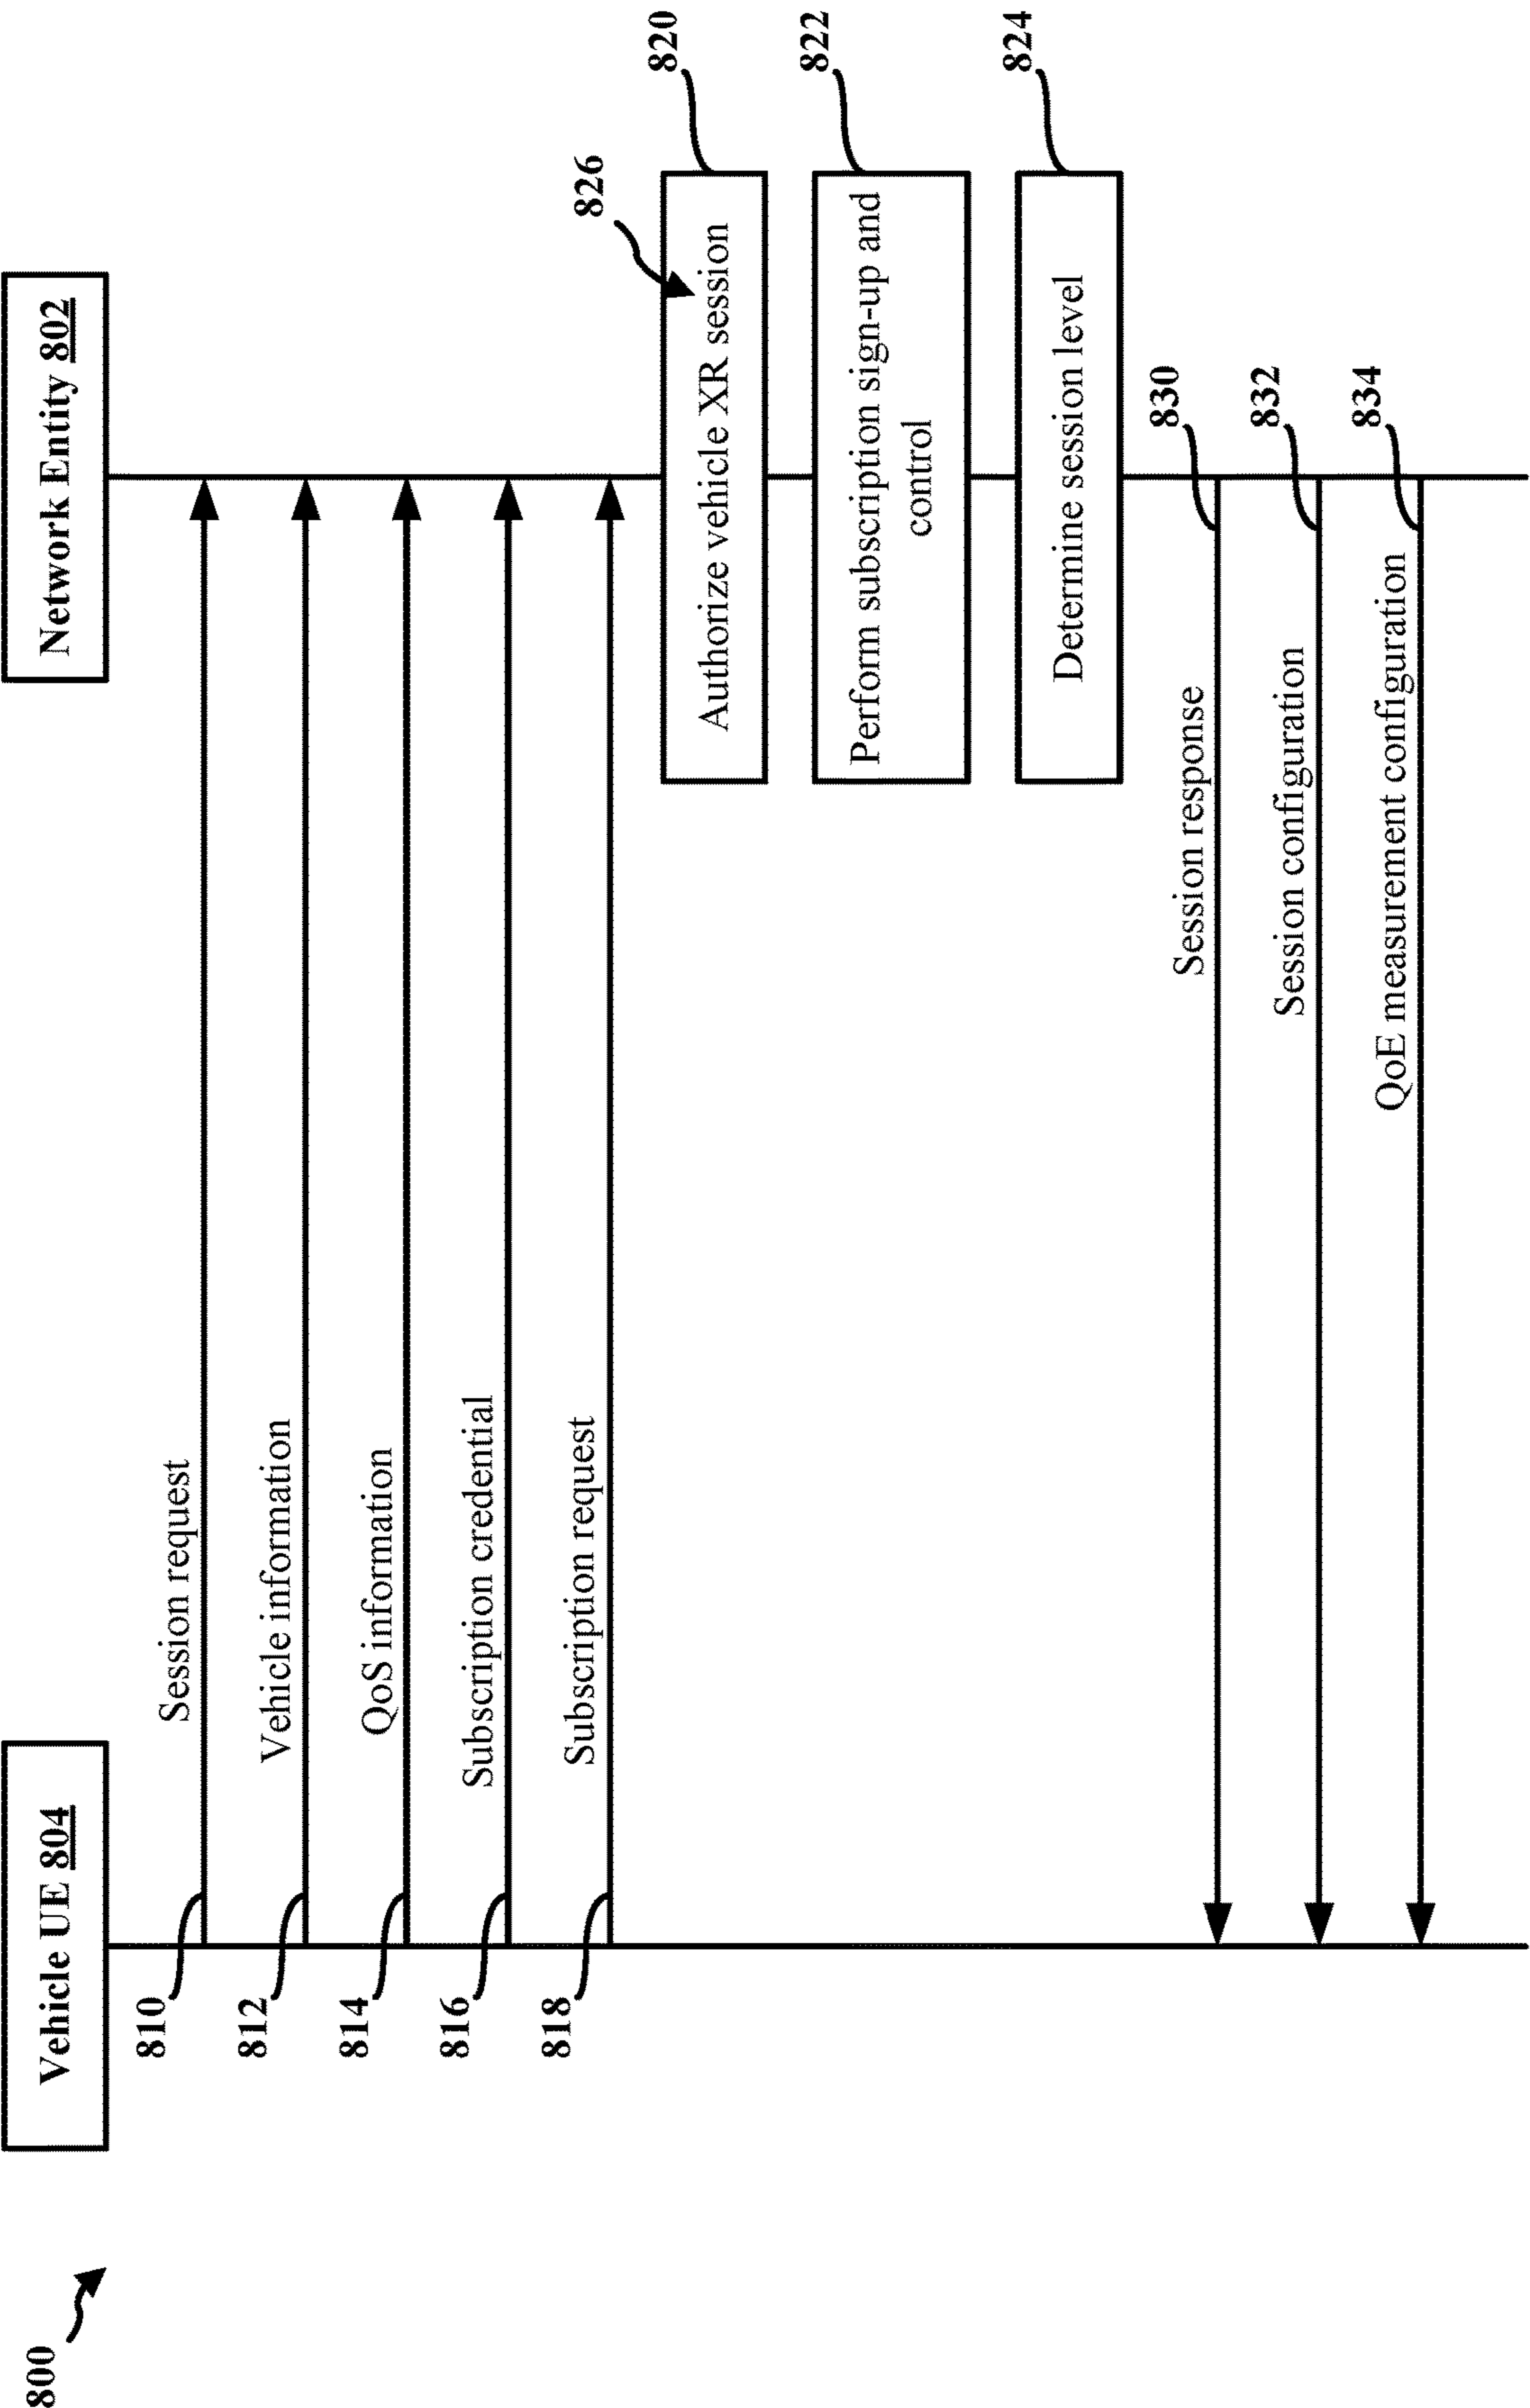 800
Vehicle UE 804
Network Entity 802
810
Session request
812
Vehicle information
814
QoS information
816
Subscription credential
818
Subscription request
826
Authorize vehicle XR session
820
Perform subscription sign-up and
control
822
Determine session level
824
Session response
830
Session configuration
832
QoE measurement configuration
834